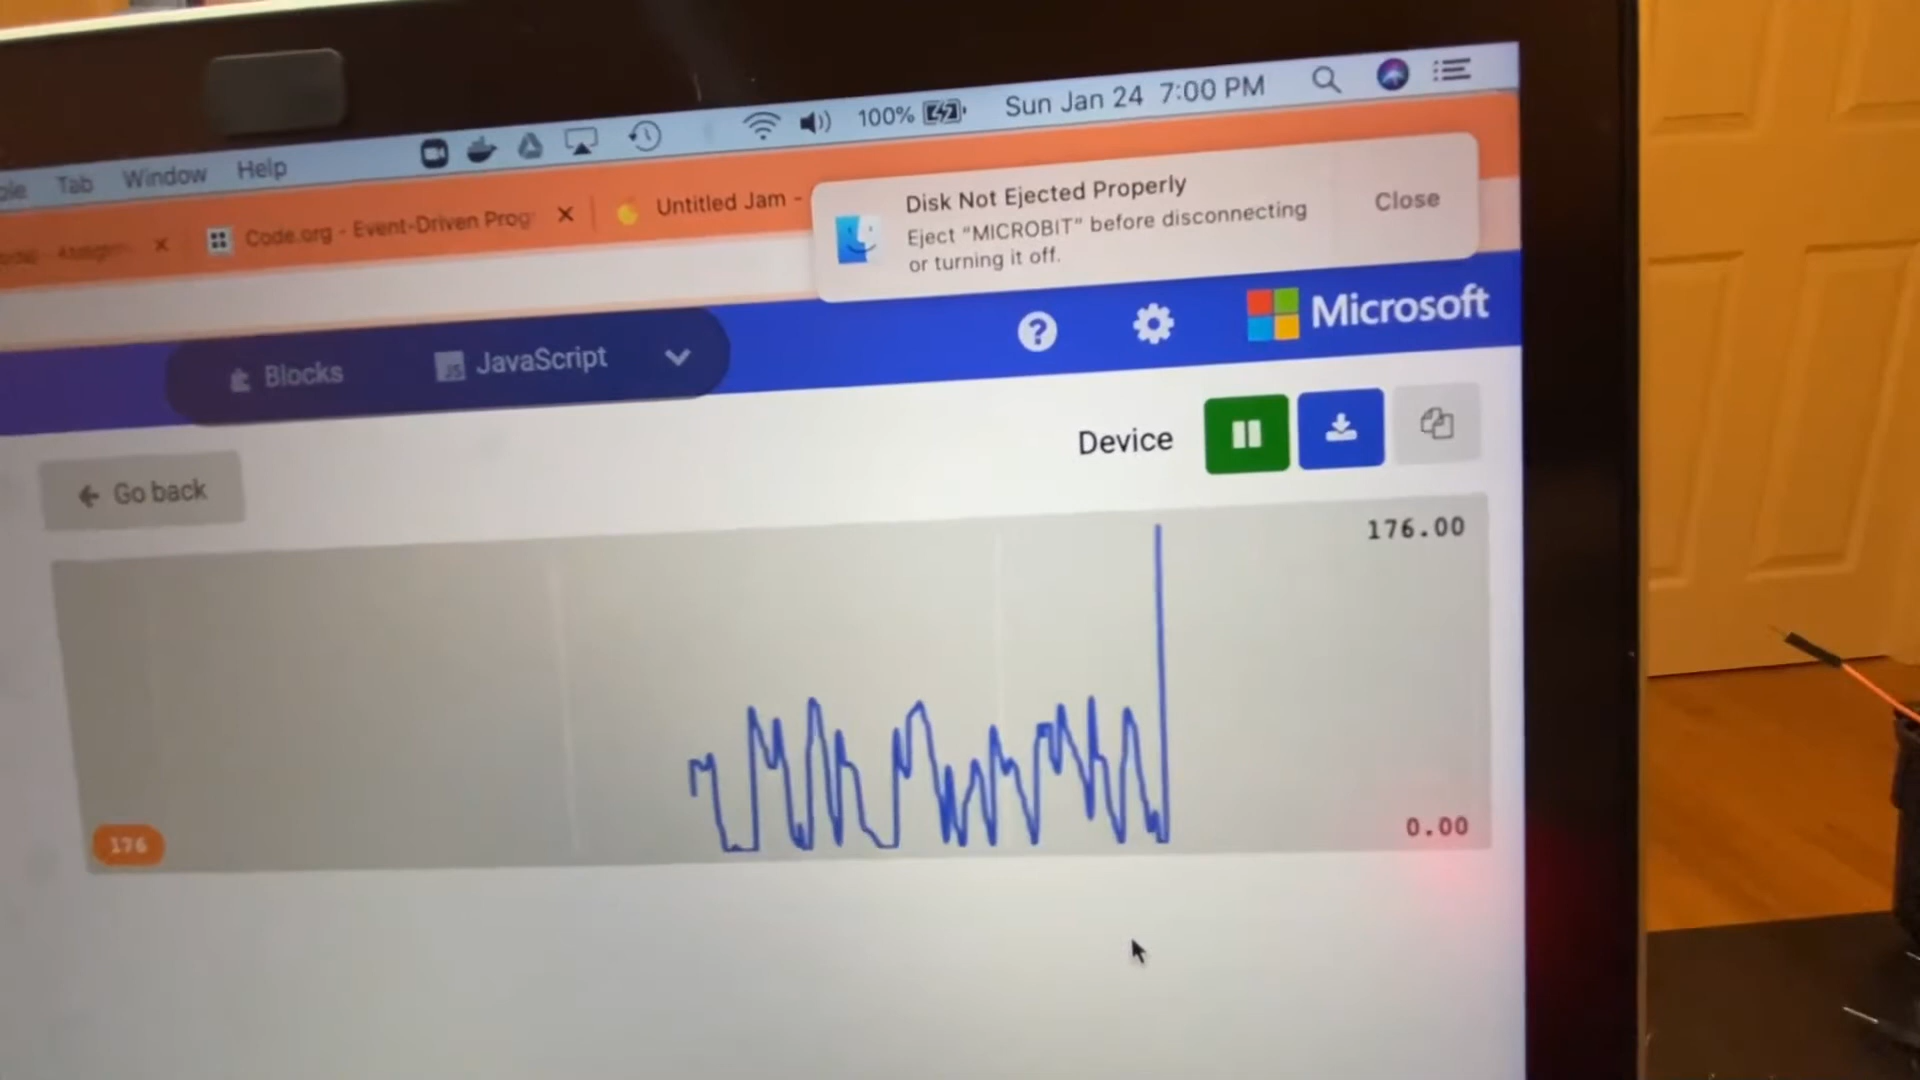 Tab Window Help 100% Sun Jan 24 7:00 PM
Code.org - Event-Driven Prog
Untitled Jam -
Disk Not Ejected Properly
Eject “MICROBIT” before disconnecting
or turning it off.
Close
Blocks
JS JavaScript
? Microsoft
Device
Go back
176.00
176
0.00